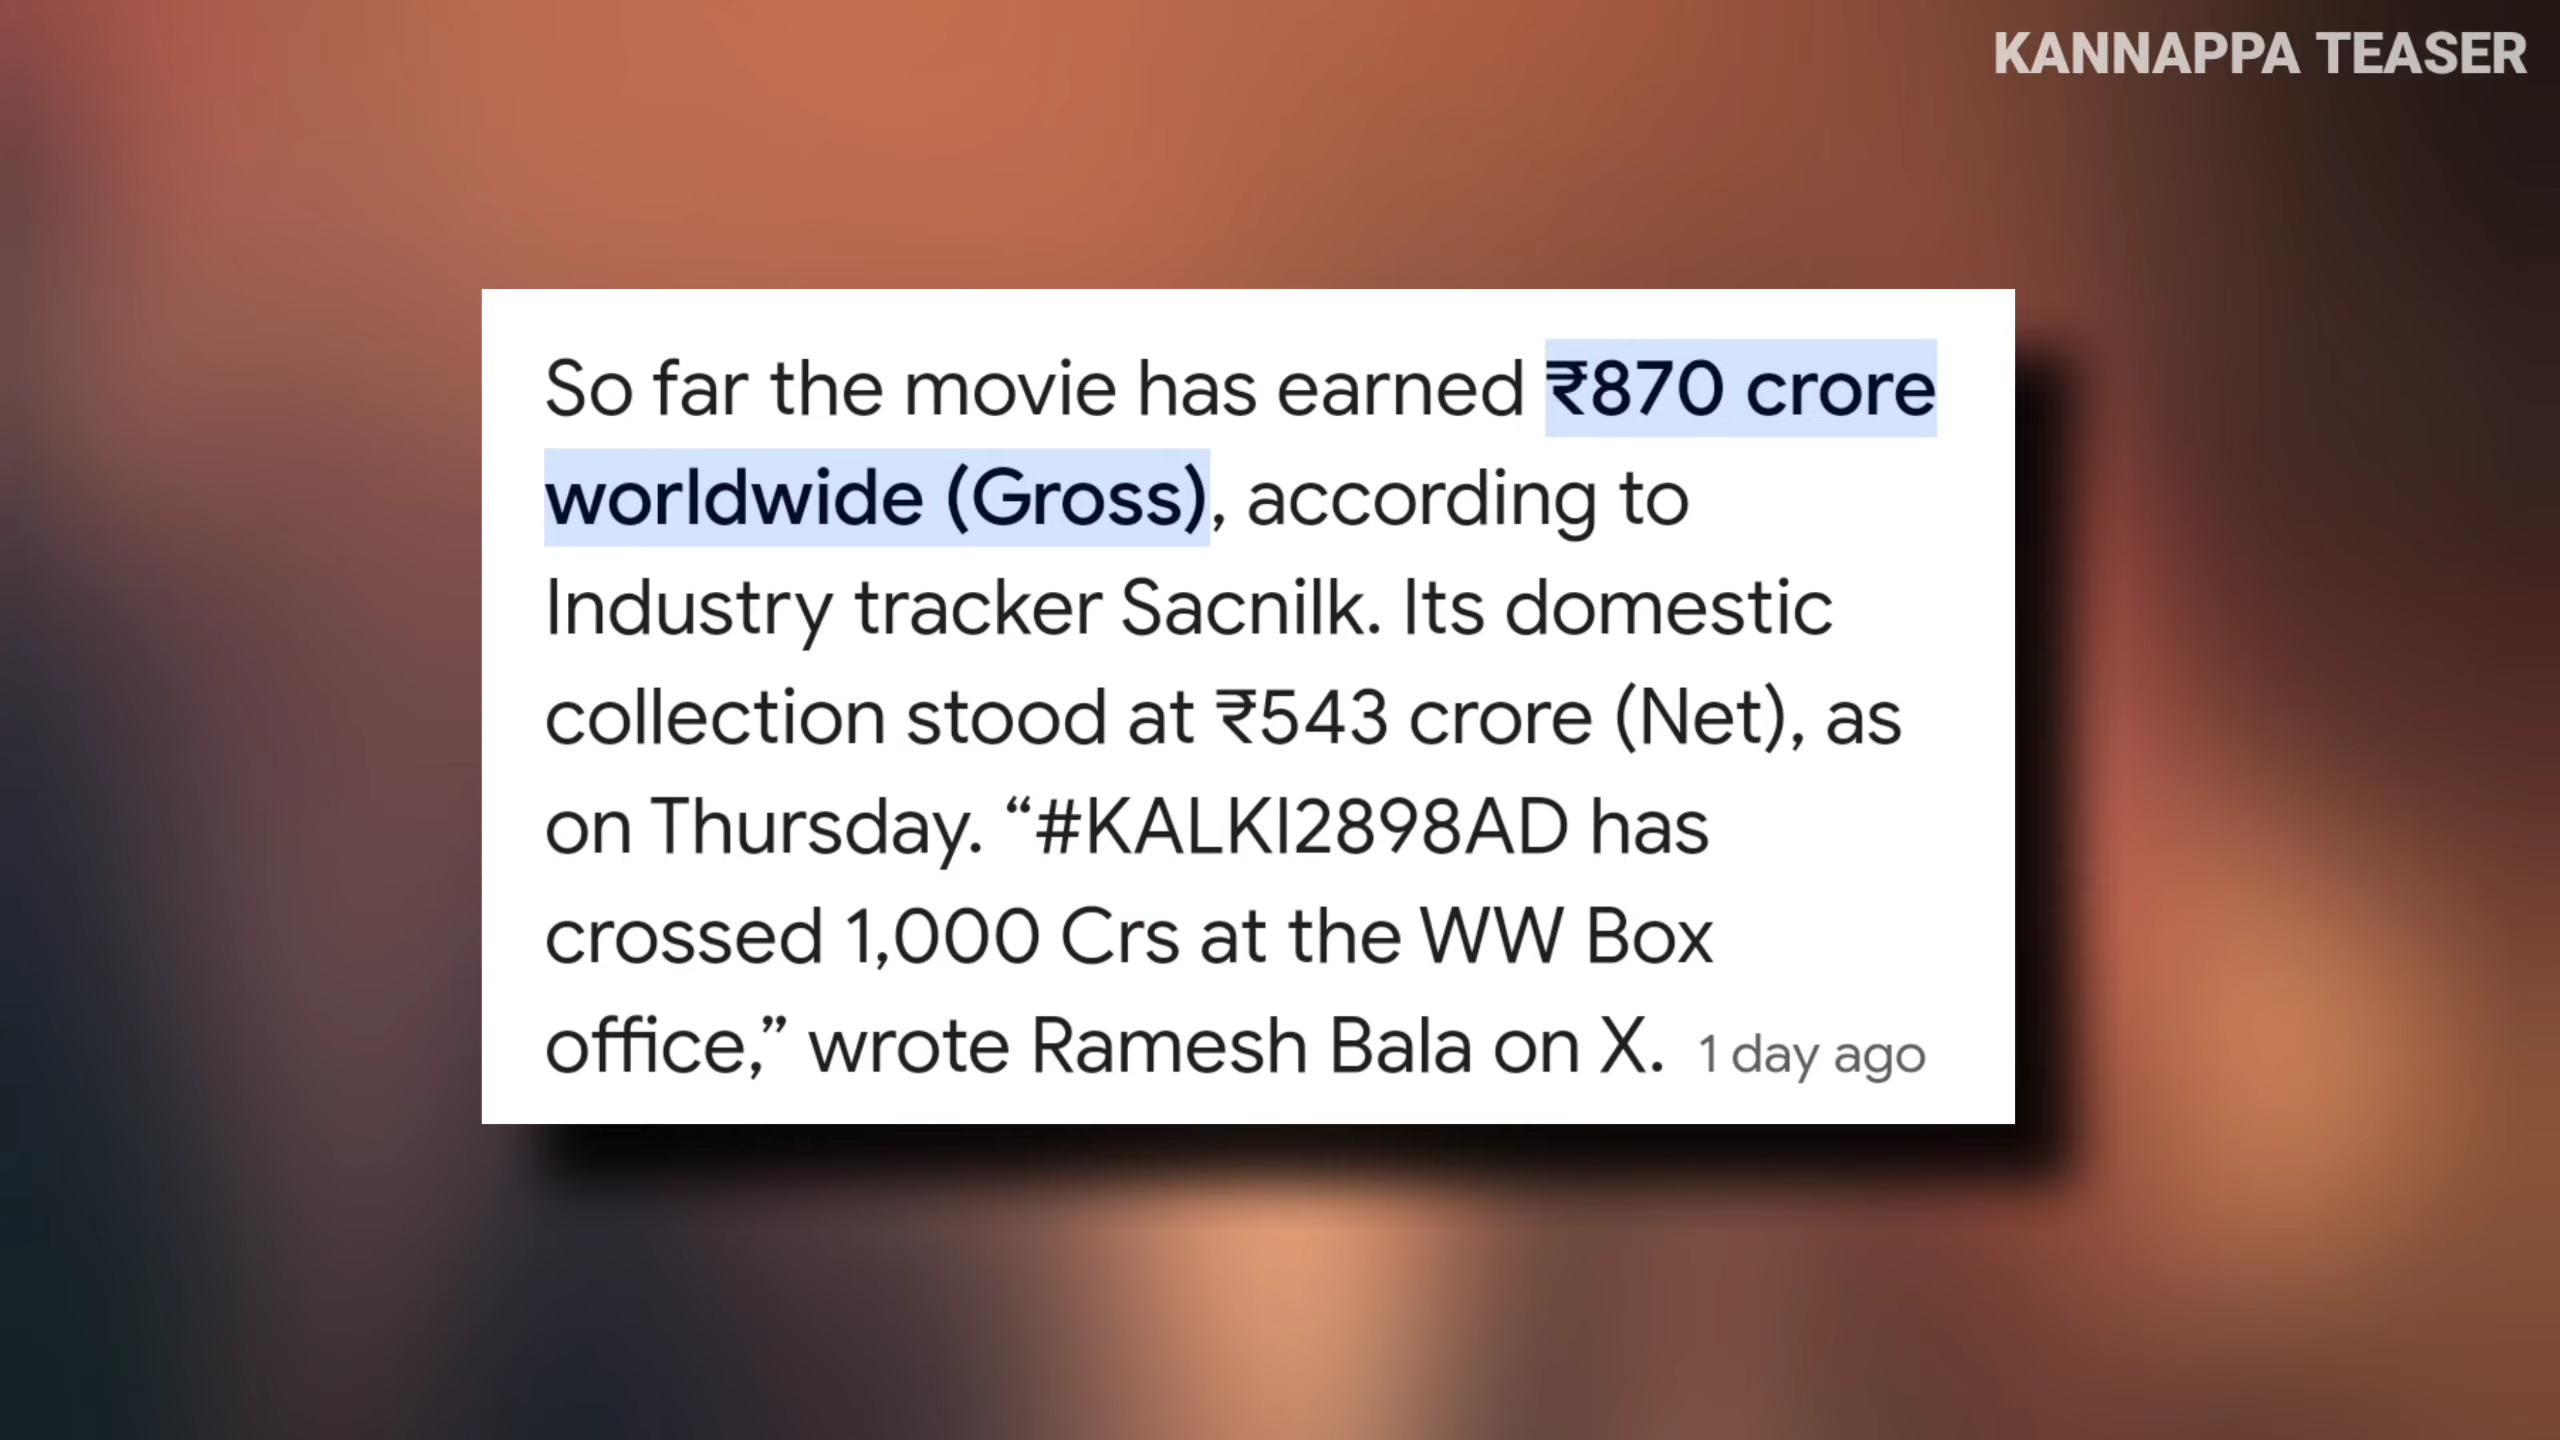 KANNAPPA TEASER
So far the movie has earned ₹870 crore
worldwide (Gross), according to
Industry tracker Sacnilk. Its domestic
collection stood at ₹543 crore (Net), as
on Thursday. “#KALKI2898AD has
crossed 1,000 Crs at the WW Box
office,” wrote Ramesh Bala on X. 1 day ago